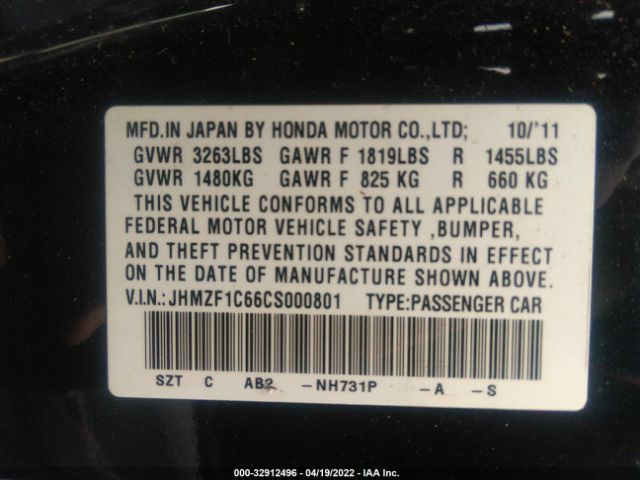 MFD.IN JAPAN BY HONDA MOTOR CO.,LTD; 10/'11
GVWR 3263LBS GAWR F 1819LBS R 1455LBS
GVWR 1480KG GAWR F 825 KG R 660 KG
THIS VEHICLE CONFORMS TO ALL APPLICABLE
FEDERAL MOTOR VEHICLE SAFETY ,BUMPER,
AND THEFT PREVENTION STANDARDS IN EFFECT
ON THE DATE OF MANUFACTURE SHOWN ABOVE.
V.I.N.:JHMZF1C66CS000801 TYPE:PASSENGER CAR
SZT C AB2 -NH731P -A -S
000-32912496 - 04/19/2022 - IAA Inc.